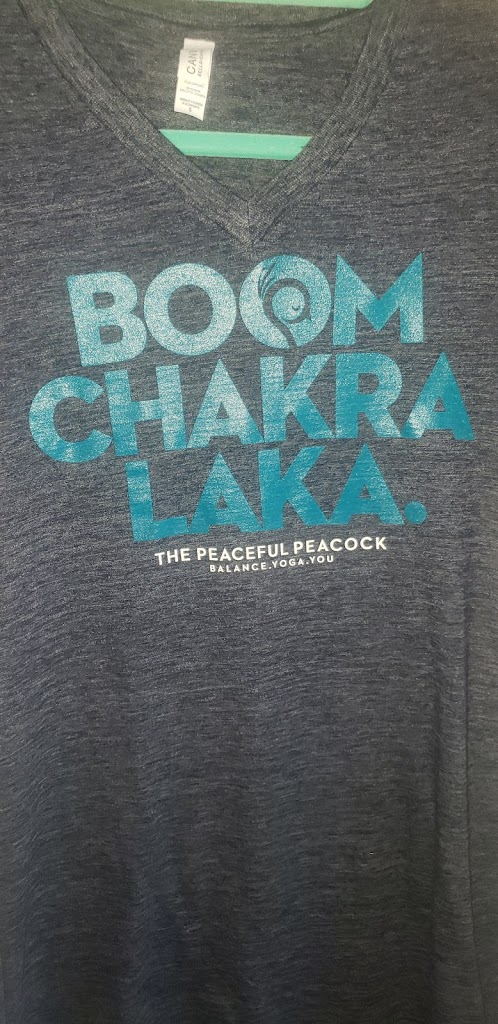 BOOM
CHAKRA
LAKA.
THE PEACEFUL PEACOCK
BALANCE.YOGA.YOU